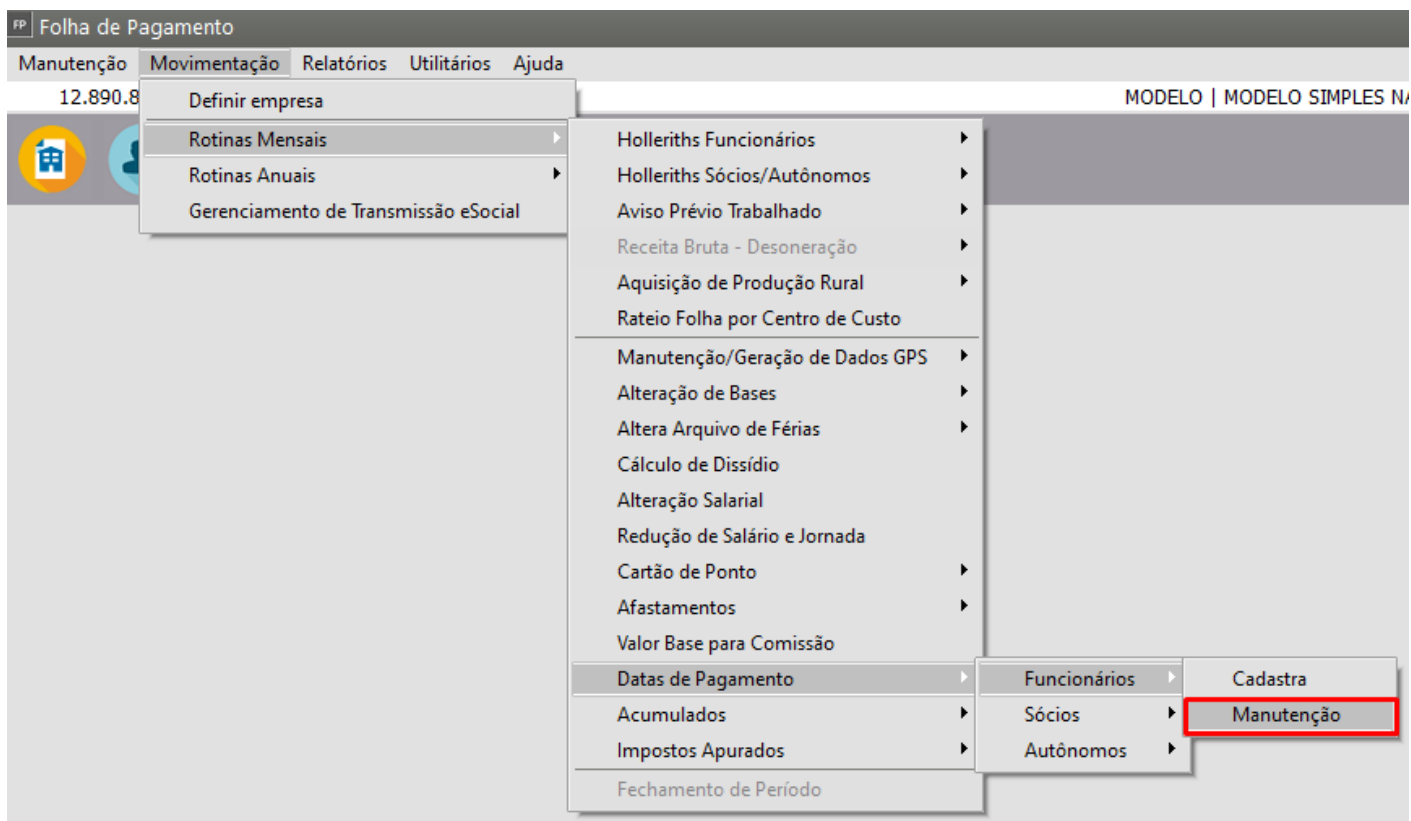 FP Folha de Pagamento
Manutenção Movimentação Relatórios Utilitários Ajuda
12.890.8
MODELO | MODELO SIMPLES NA
Definir empresa
Rotinas Mensais
Rotinas Anuais
Gerenciamento de Transmissão eSocial
Holleriths Funcionários
Holleriths Sócios/Autônomos
Aviso Prévio Trabalhado
Receita Bruta - Desoneração
Aquisição de Produção Rural
Rateio Folha por Centro de Custo
Manutenção/Geração de Dados GPS
Alteração de Bases
Altera Arquivo de Férias
Cálculo de Dissídio
Alteração Salarial
Redução de Salário e Jornada
Cartão de Ponto
Afastamentos
Valor Base para Comissão
Datas de Pagamento
Acumulados
Impostos Apurados
Fechamento de Período
Funcionários
Sócios
Autônomos
Cadastra
Manutenção